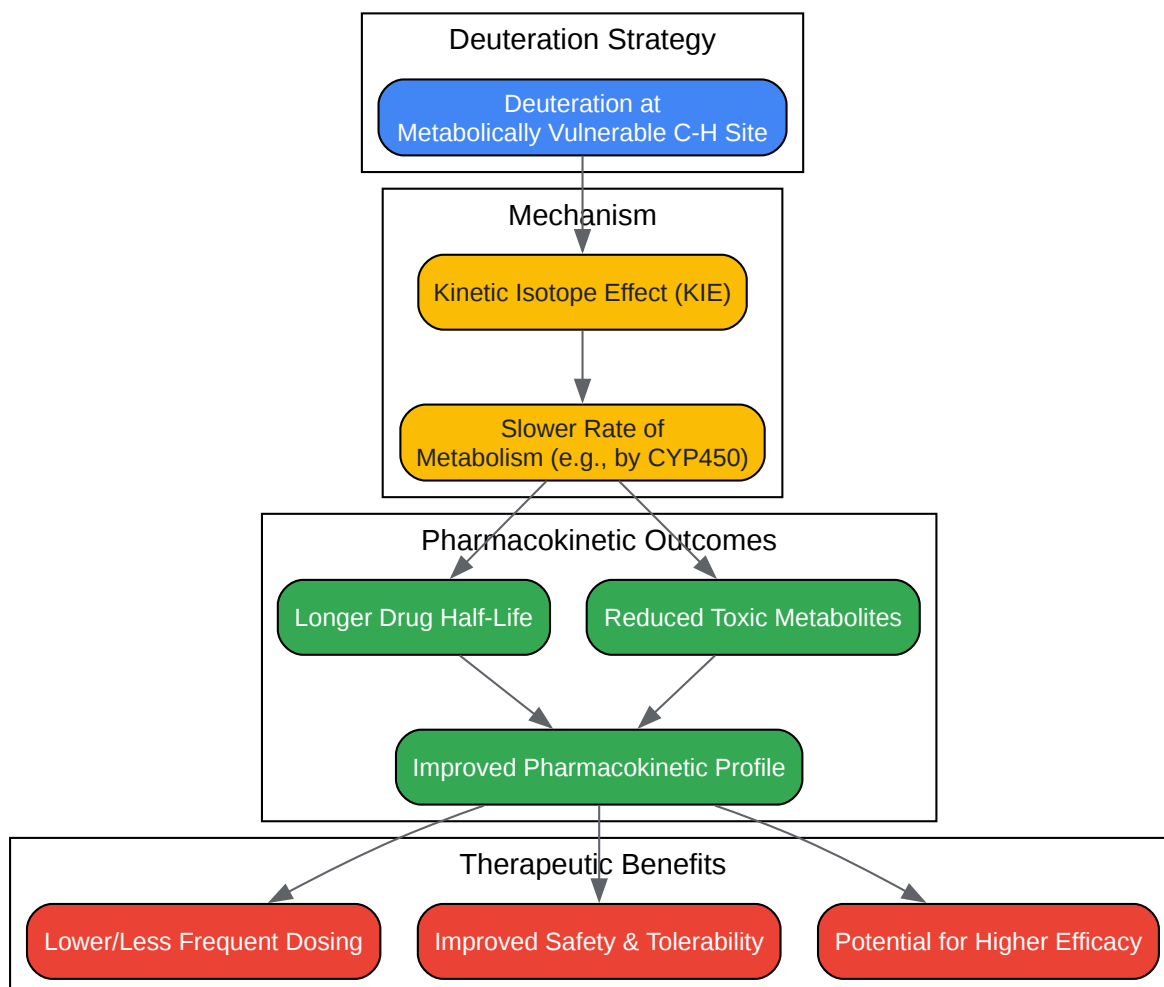 Deuteration Strategy
Deuteration at
Metabolically Vulnerable C-H Site
Mechanism
Kinetic Isotope Effect (KIE)
Slower Rate of
Metabolism (e.g., by CYP450)
Pharmacokinetic Outcomes
Longer Drug Half-Life
Reduced Toxic Metabolites
Improved Pharmacokinetic Profile
Therapeutic Benefits
Lower/Less Frequent Dosing
Improved Safety & Tolerability
Potential for Higher Efficacy